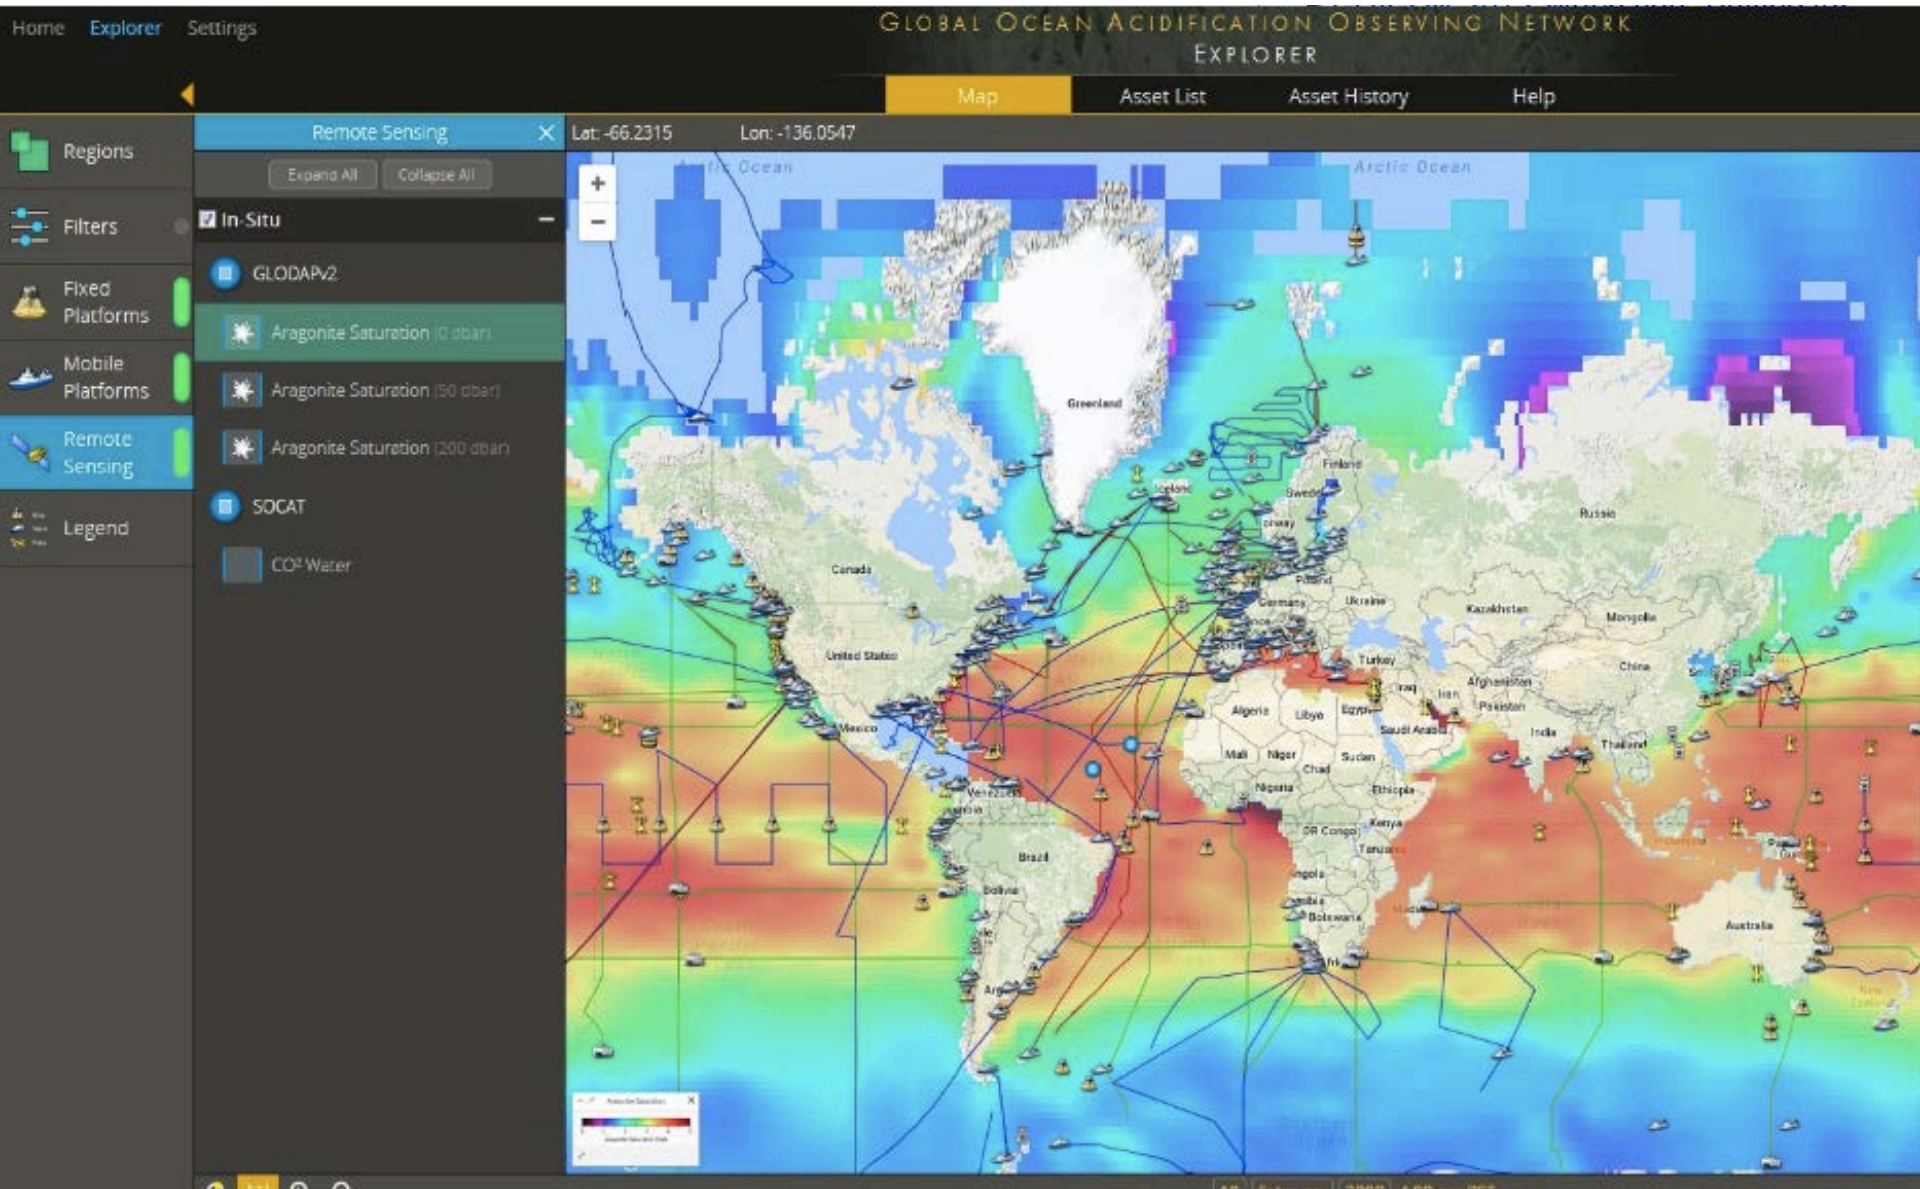 Home Explorer Settings
GLOBAL OCEAN ACIDIFICATION OBSERVING NETWORK
EXPLORER
Map Asset List Asset History Help
Remote Sensing
Lat: -66.2315 Lon: -136.0547
Regions
Filters
Fixed
Platforms
Mobile
Platforms
Remote
Sensing
Legend
Expand All Collapse All
In-Situ
GLODAPv2
Aragonite Saturation (0 dbar)
Aragonite Saturation (50 dbar)
Aragonite Saturation (200 dbar)
SOCAT
CO² Water
+
−
Arctic Ocean
Greenland
Finland
Iceland
Russia
Canada
Poland
Germany
Ukraine
Kazakhstan
Mongolia
United States
Turkey
China
Iraq
Iran
Afghanistan
Pakistan
Mexico
Algeria
Libya
Saudi Arabia
India
Thailand
Mali
Niger
Chad
Sudan
Nigeria
Ethiopia
Venezuela
DR Congo
Kenya
Brazil
Bolivia
Botswana
Australia
Aragonite Saturation